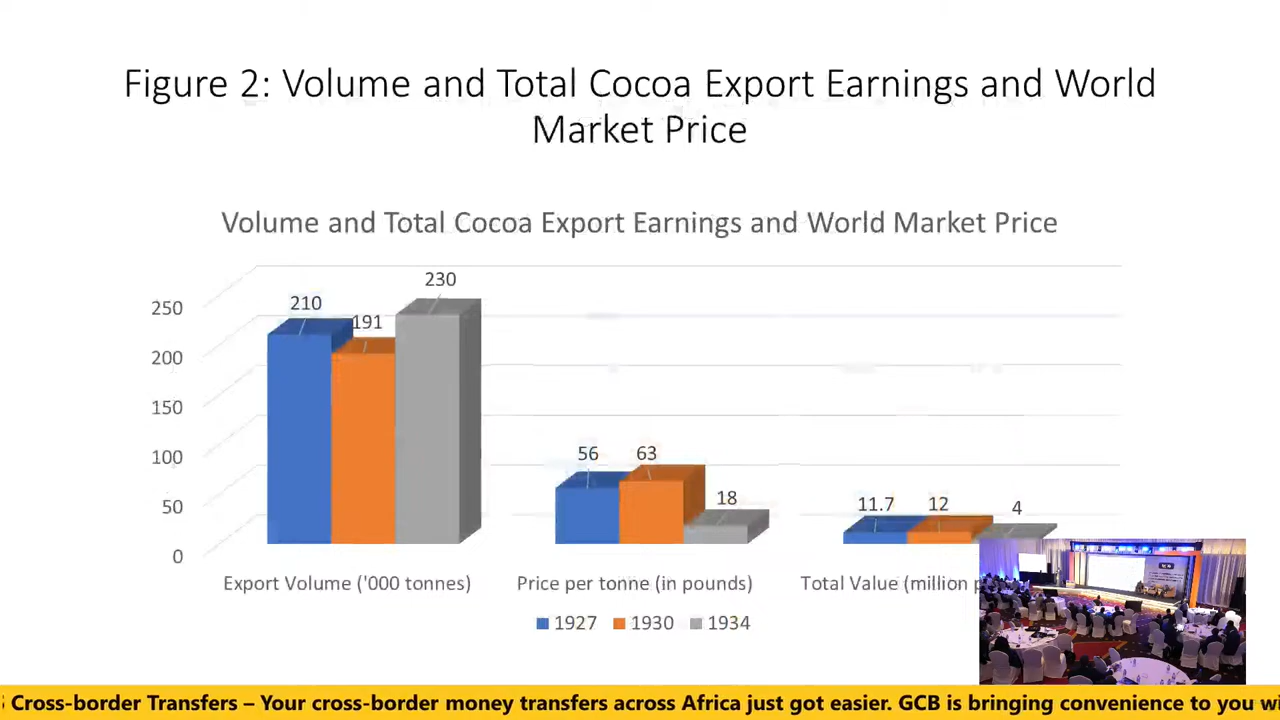 Figure 2: Volume and Total Cocoa Export Earnings and World
Market Price
Volume and Total Cocoa Export Earnings and World Market Price
250
200
150
100
50
0
210
191
230
56
63
18
11.7
12
4
Export Volume ('000 tonnes)
Price per tonne (in pounds)
Total Value (million
1927
1930
1934
Cross-border Transfers – Your cross-border money transfers across Africa just got easier. GCB is bringing convenience to you